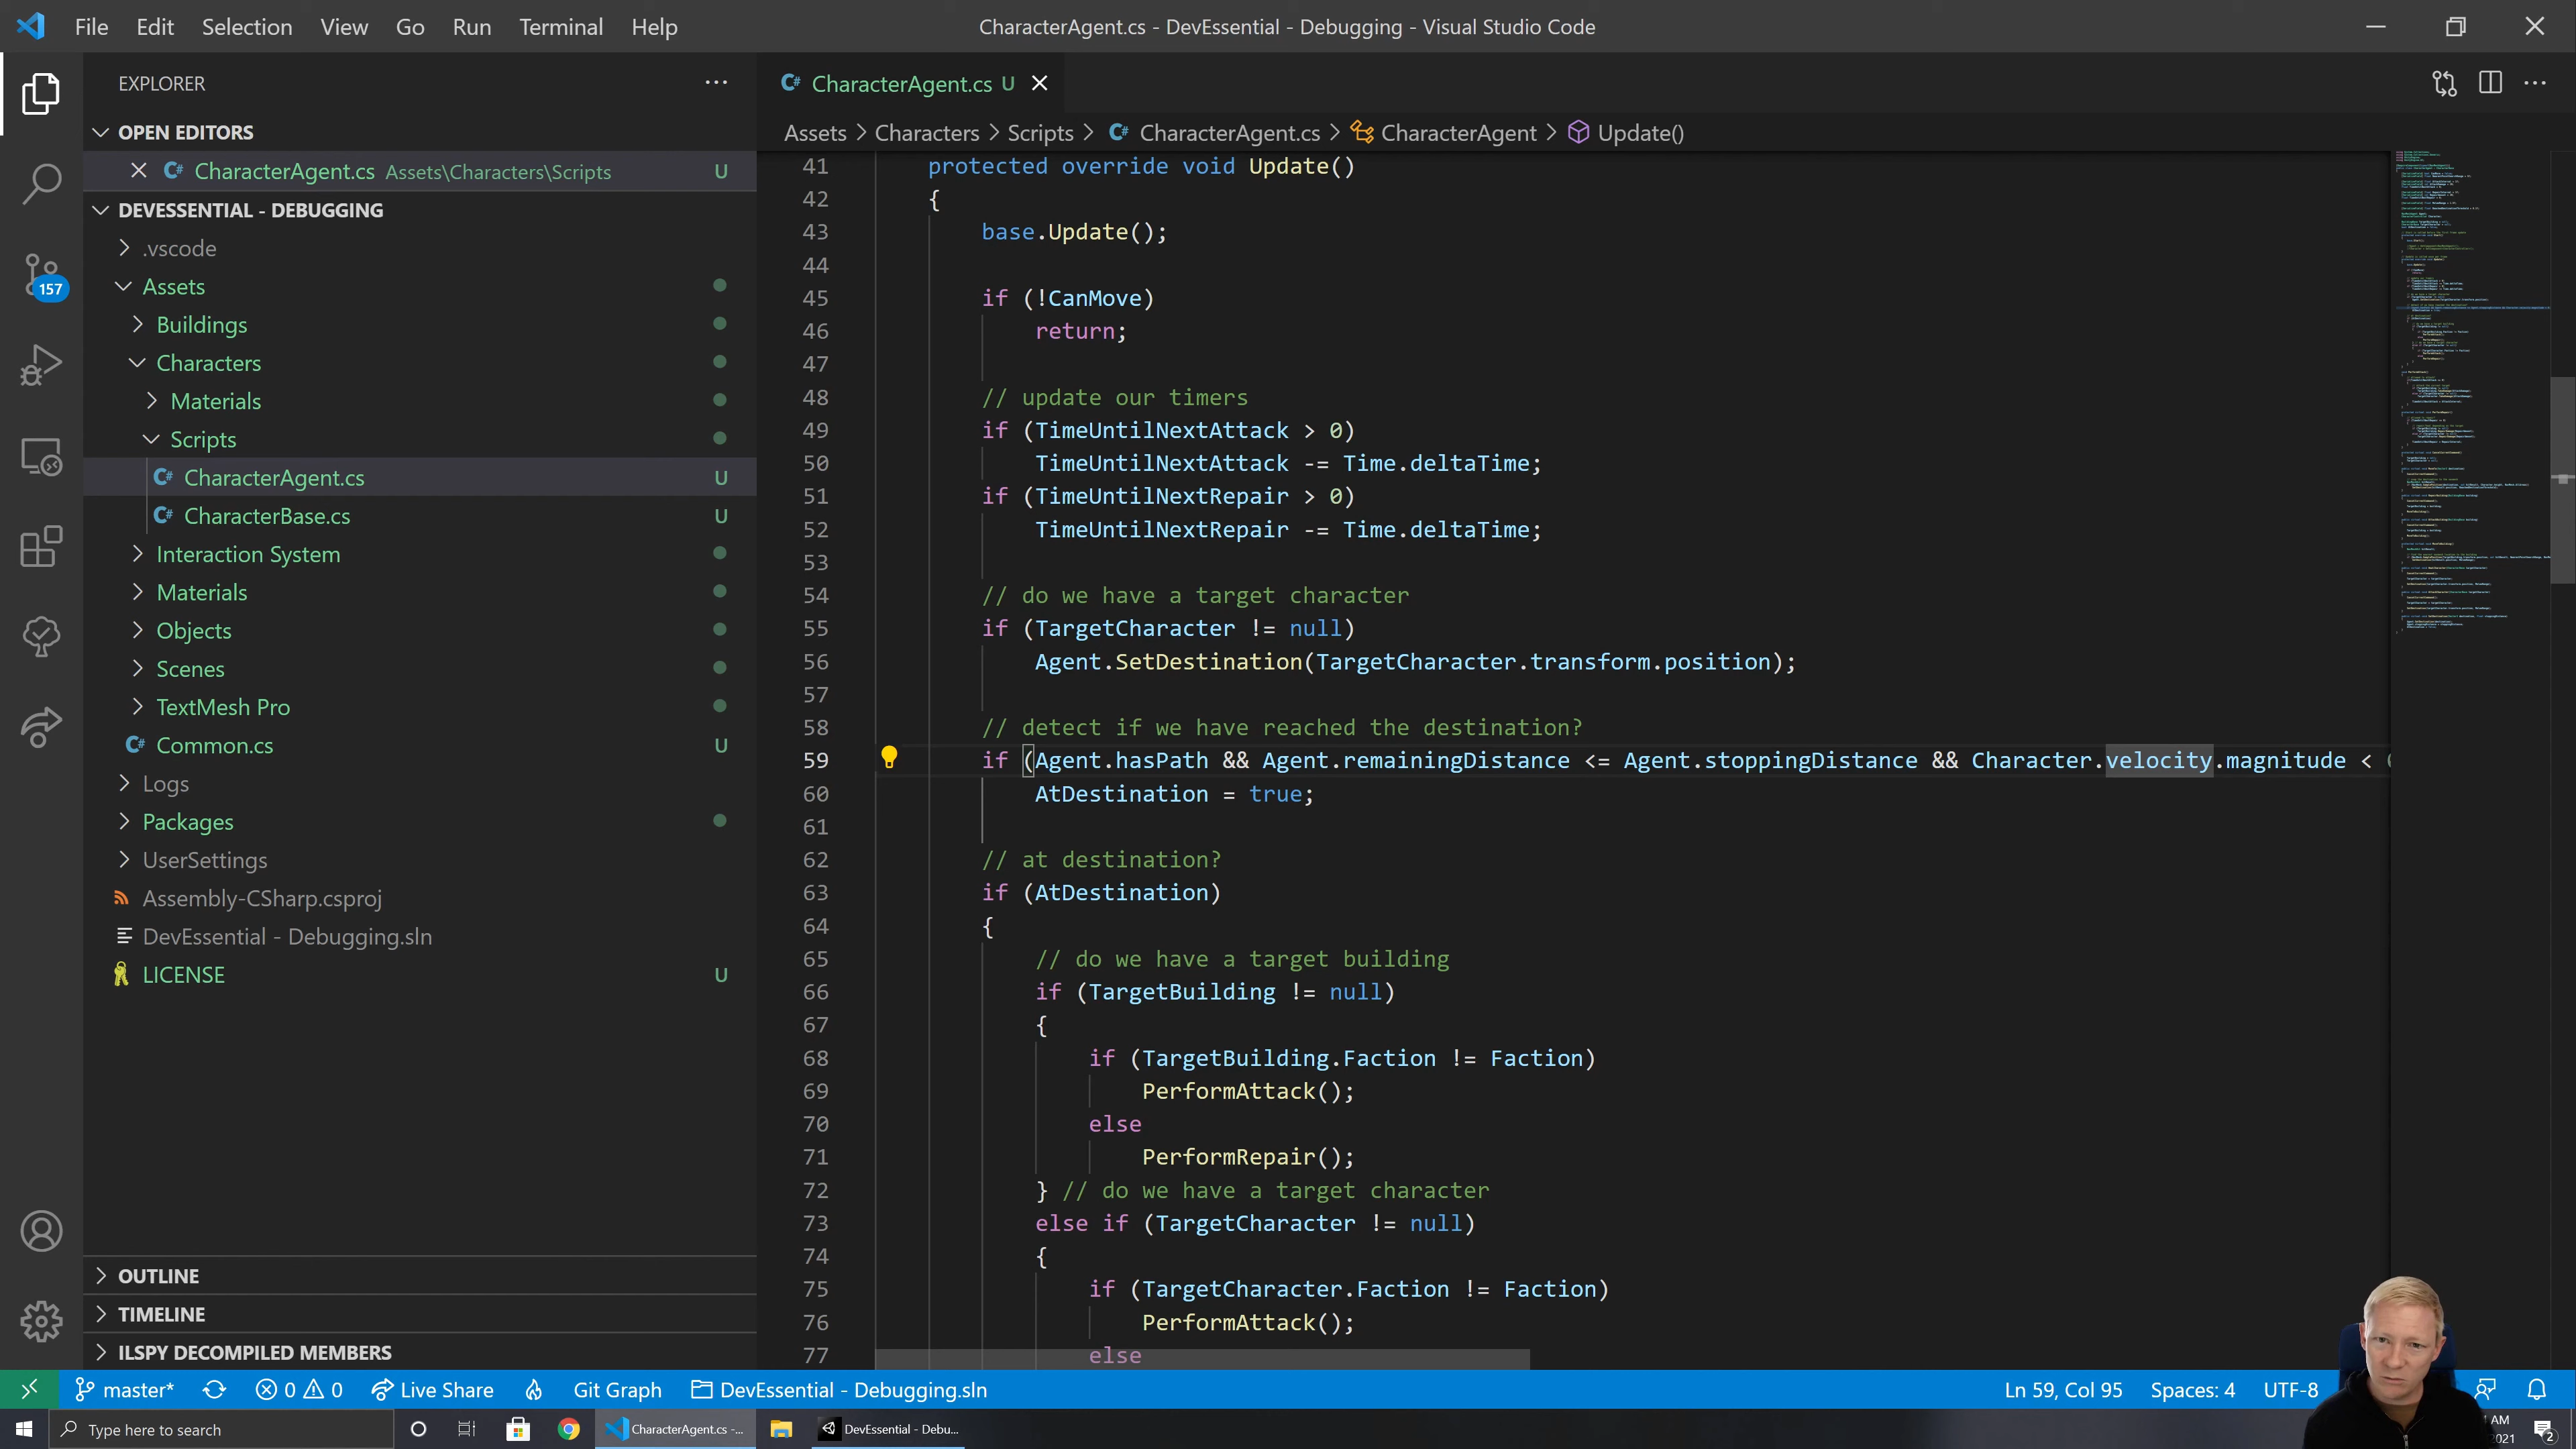 File Edit Selection View Go Run Terminal Help
CharacterAgent.cs - DevEssential - Debugging - Visual Studio Code
EXPLORER
OPEN EDITORS
CharacterAgent.cs Assets\Characters\Scripts U
DEVESSENTIAL - DEBUGGING
.vscode
Assets
Buildings
Characters
Materials
Scripts
CharacterAgent.cs U
CharacterBase.cs U
Interaction System
Materials
Objects
Scenes
TextMesh Pro
Common.cs U
Logs
Packages
UserSettings
Assembly-CSharp.csproj
DevEssential - Debugging.sln
LICENSE U
OUTLINE
TIMELINE
ILSPY DECOMPILED MEMBERS
157
CharacterAgent.cs U
Assets > Characters > Scripts > CharacterAgent.cs > CharacterAgent > Update()
41 protected override void Update()
42 {
43 base.Update();
44
45 if (!CanMove)
46 return;
47
48 // update our timers
49 if (TimeUntilNextAttack > 0)
50 TimeUntilNextAttack -= Time.deltaTime;
51 if (TimeUntilNextRepair > 0)
52 TimeUntilNextRepair -= Time.deltaTime;
53
54 // do we have a target character
55 if (TargetCharacter != null)
56 Agent.SetDestination(TargetCharacter.transform.position);
57
58 // detect if we have reached the destination?
59 if (Agent.hasPath && Agent.remainingDistance <= Agent.stoppingDistance && Character.velocity.magnitude <
60 AtDestination = true;
61
62 // at destination?
63 if (AtDestination)
64 {
65 // do we have a target building
66 if (TargetBuilding != null)
67 {
68 if (TargetBuilding.Faction != Faction)
69 PerformAttack();
70 else
71 PerformRepair();
72 } // do we have a target character
73 else if (TargetCharacter != null)
74 {
75 if (TargetCharacter.Faction != Faction)
76 PerformAttack();
77 else
master* 0 0 Live Share Git Graph DevEssential - Debugging.sln
Ln 59, Col 95 Spaces: 4 UTF-8
Type here to search
CharacterAgent.cs -...
DevEssential - Debu...
AM
2021
2